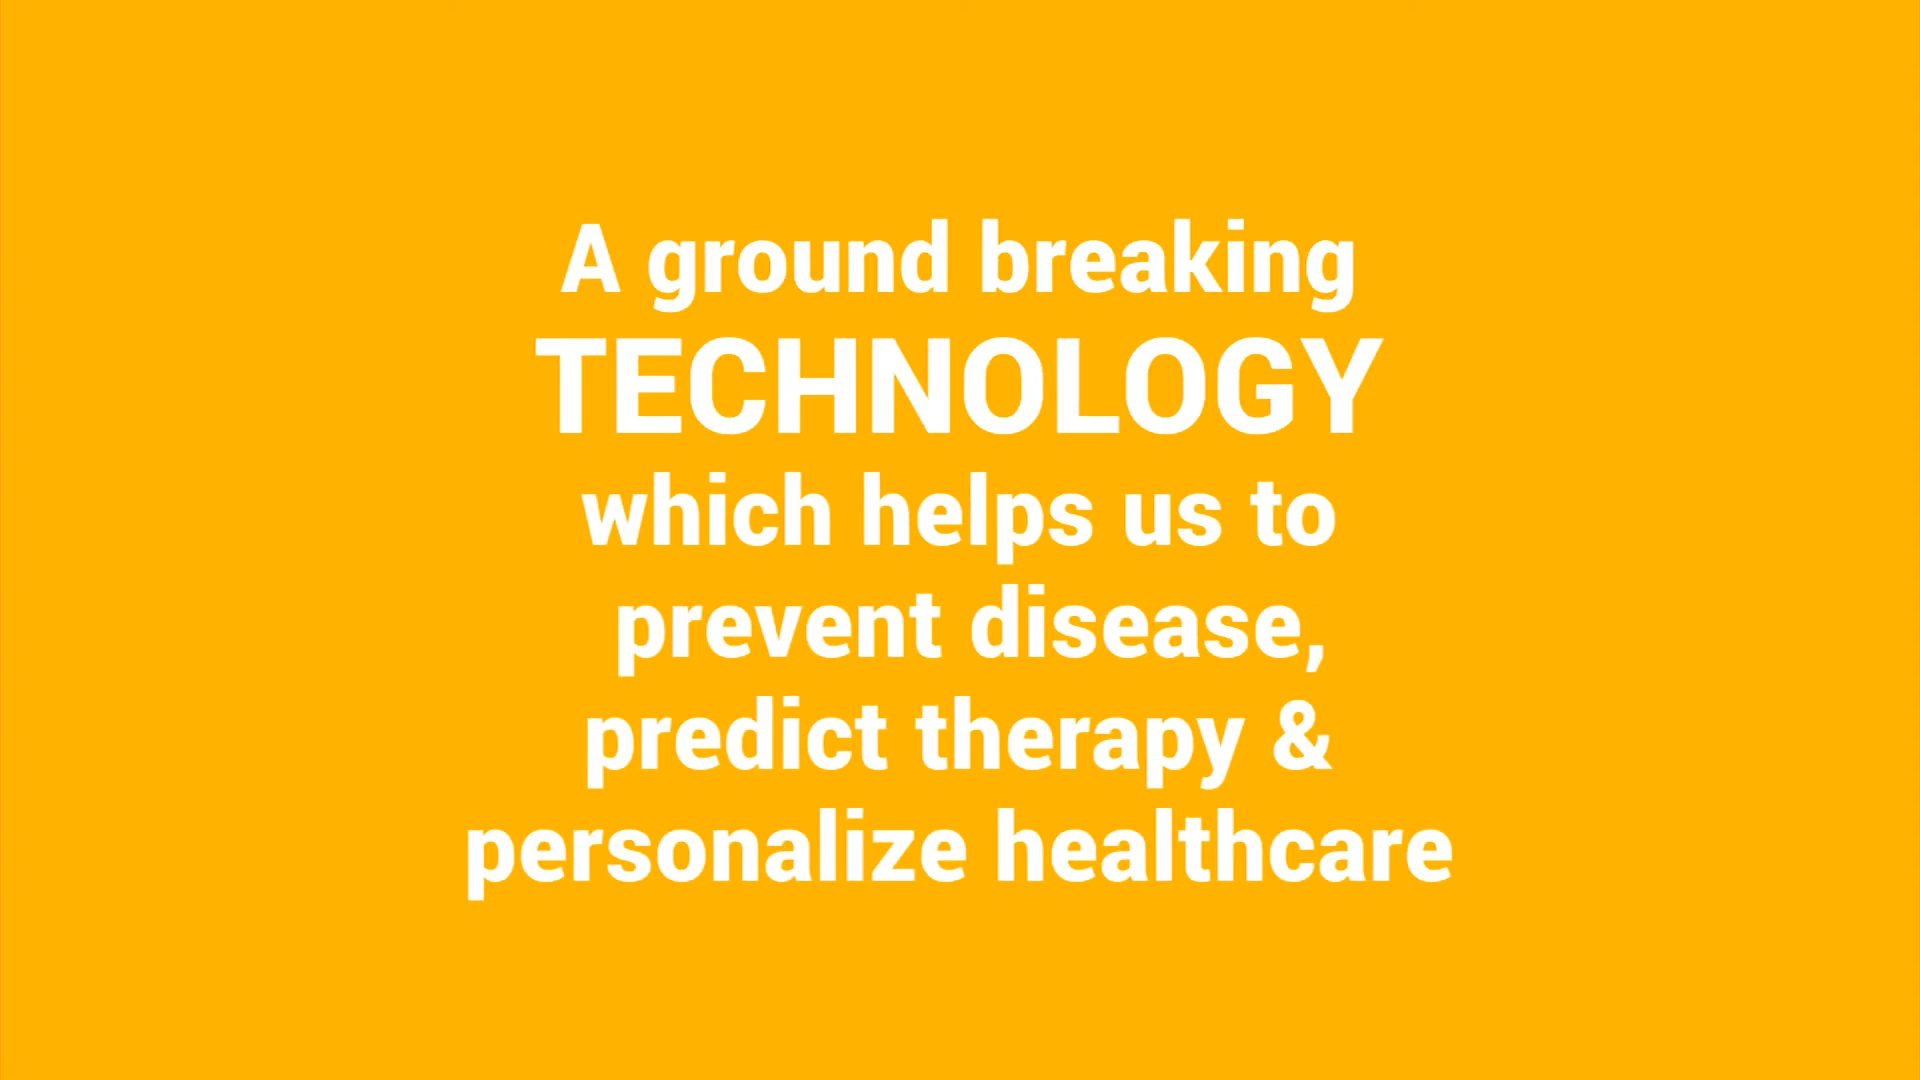 A ground breaking
TECHNOLOGY
which helps us to
prevent disease,
predict therapy &
personalize healthcare